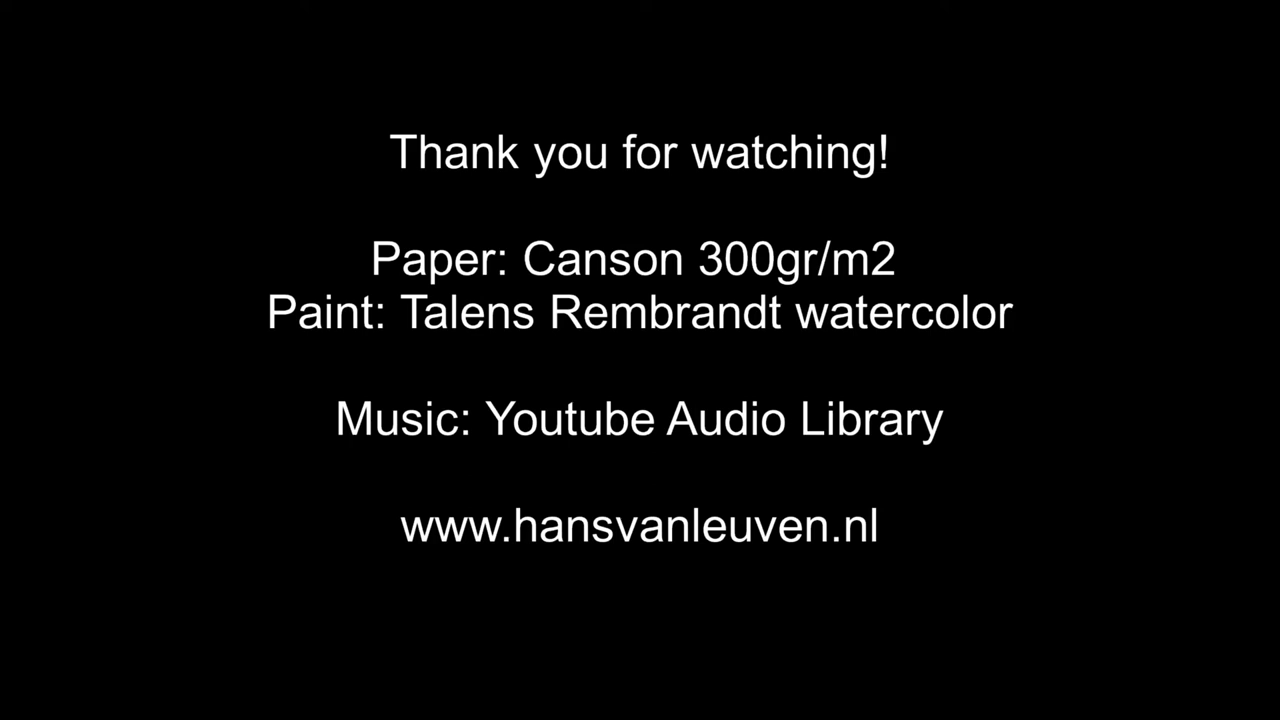 Thank you for watching!
Paper: Canson 300gr/m2
Paint: Talens Rembrandt watercolor
Music: Youtube Audio Library
www.hansvanleuven.nl